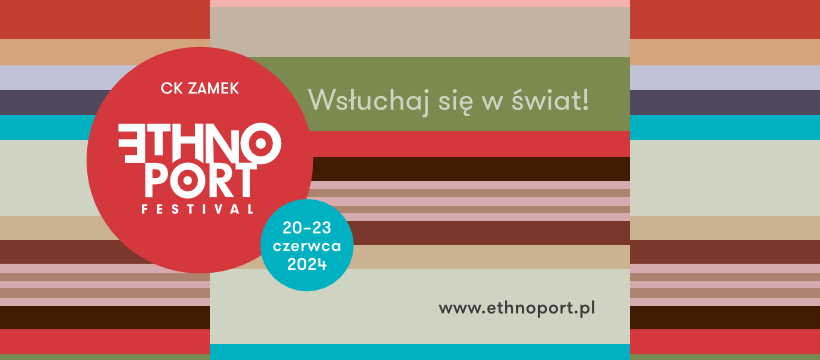 CK ZAMEK
ETHNO
PORT
FESTIVAL
20–23
czerwca
2024
Wsłuchaj się w świat!
www.ethnoport.pl